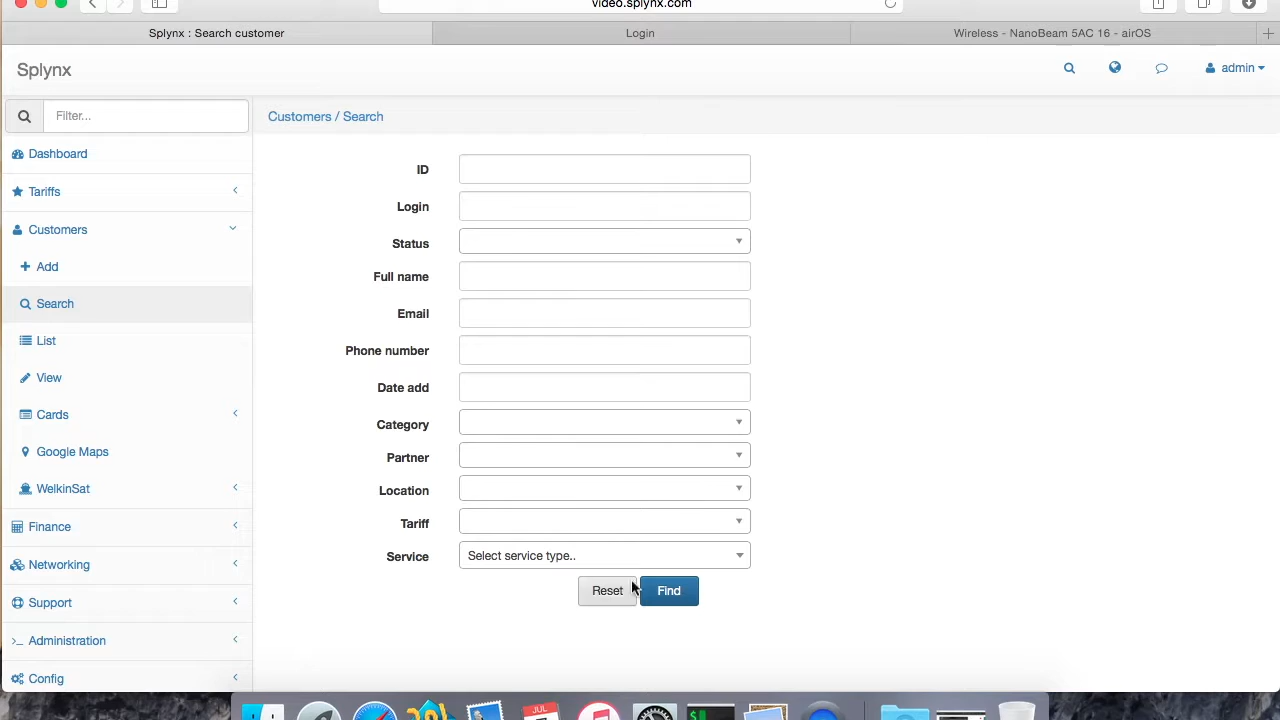 video.splynx.com
Splynx : Search customer
Login
Wireless - NanoBeam 5AC 16 - airOS
Splynx
admin
Filter...
Customers / Search
Dashboard
Tariffs
Customers
Add
Search
List
View
Cards
Google Maps
WelkinSat
Finance
Networking
Support
Administration
Config
ID
Login
Status
Full name
Email
Phone number
Date add
Category
Partner
Location
Tariff
Service
Select service type..
Reset
Find
JUL